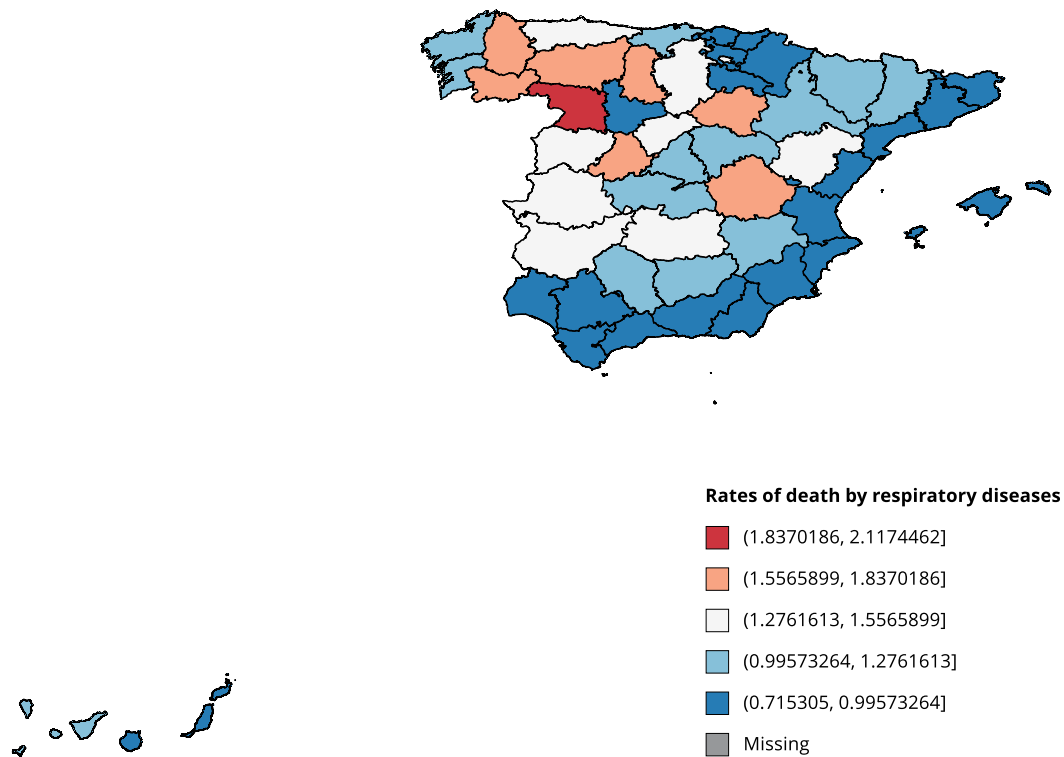 Rates of death by respiratory diseases
(1.8370186, 2.1174462]
(1.5565899, 1.8370186]
(1.2761613, 1.5565899]
(0.99573264, 1.2761613]
(0.715305, 0.99573264]
Missing